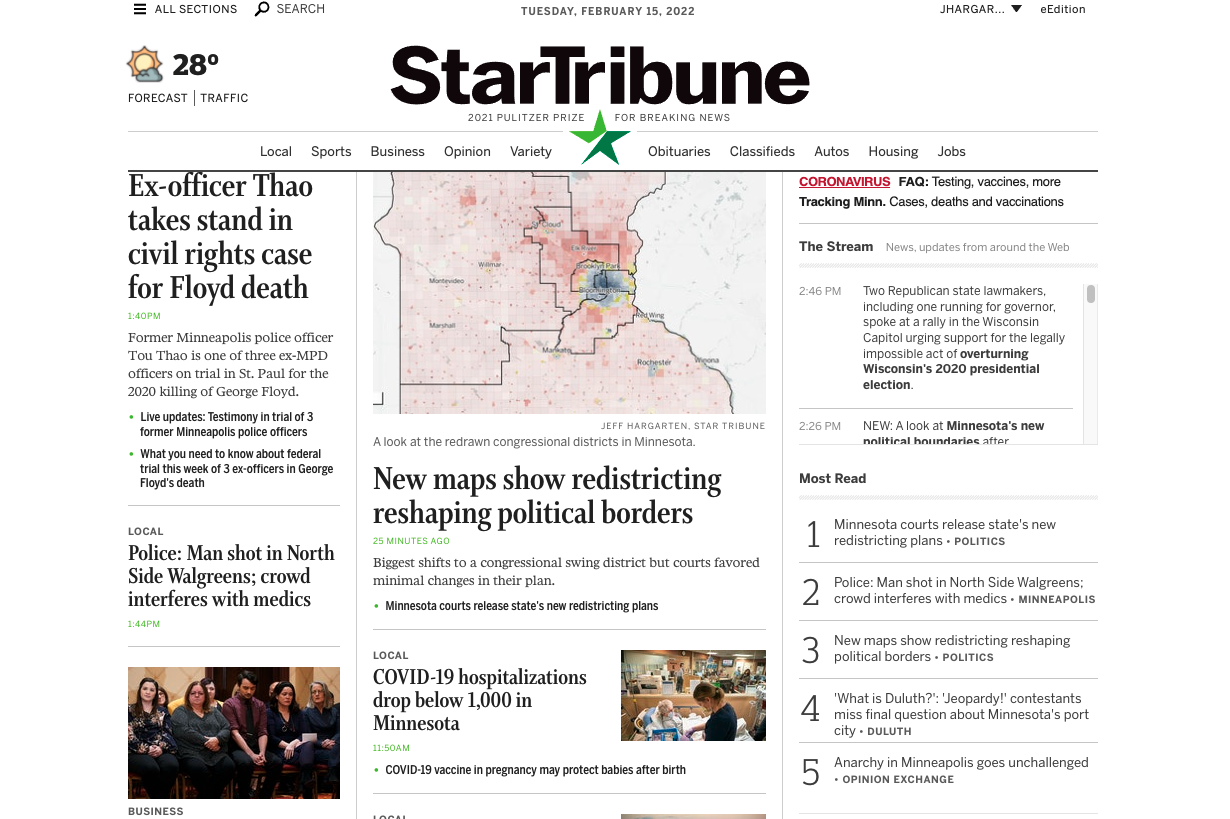 ALL SECTIONS
SEARCH
TUESDAY, FEBRUARY 15, 2022
JHARGAR...
eEdition
28°
FORECAST
TRAFFIC
StarTribune
2021 PULITZER PRIZE
FOR BREAKING NEWS
Local
Sports
Business
Opinion
Variety
Obituaries
Classifieds
Autos
Housing
Jobs
Ex-officer Thao
takes stand in
civil rights case
for Floyd death
1:40PM
Former Minneapolis police officer
Tou Thao is one of three ex-MPD
officers on trial in St. Paul for the
2020 killing of George Floyd.
• Live updates: Testimony in trial of 3
former Minneapolis police officers
• What you need to know about federal
trial this week of 3 ex-officers in George
Floyd's death
LOCAL
Police: Man shot in North
Side Walgreens; crowd
interferes with medics
1:44PM
BUSINESS
St. Cloud
Elk River
Willmar
Brooklyn Park
Montevideo
Bloomington
Marshall
Red Wing
Mankato
Rochester
Winona
JEFF HARGARTEN, STAR TRIBUNE
A look at the redrawn congressional districts in Minnesota.
New maps show redistricting
reshaping political borders
25 MINUTES AGO
Biggest shifts to a congressional swing district but courts favored
minimal changes in their plan.
• Minnesota courts release state's new redistricting plans
LOCAL
COVID-19 hospitalizations
drop below 1,000 in
Minnesota
11:50AM
• COVID-19 vaccine in pregnancy may protect babies after birth
LOCAL
CORONAVIRUS FAQ: Testing, vaccines, more
Tracking Minn. Cases, deaths and vaccinations
The Stream News, updates from around the Web
2:46 PM
Two Republican state lawmakers,
including one running for governor,
spoke at a rally in the Wisconsin
Capitol urging support for the legally
impossible act of overturning
Wisconsin's 2020 presidential
election.
2:26 PM
NEW: A look at Minnesota's new
political boundaries after
Most Read
1
Minnesota courts release state's new
redistricting plans • POLITICS
2
Police: Man shot in North Side Walgreens;
crowd interferes with medics • MINNEAPOLIS
3
New maps show redistricting reshaping
political borders • POLITICS
4
'What is Duluth?': 'Jeopardy!' contestants
miss final question about Minnesota's port
city • DULUTH
5
Anarchy in Minneapolis goes unchallenged
• OPINION EXCHANGE